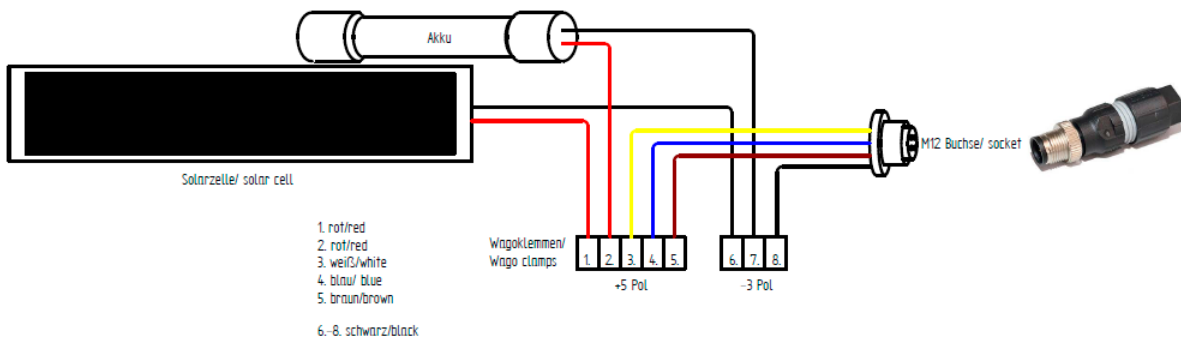 Akku
Solarzelle/ solar cell
M12 Buchse/ socket
1. rot/red
2. rot/red
3. weiß/white
4. blau/ blue
5. braun/brown
6.-8. schwarz/black
Wagoklemmen/
Wago clamps
1. 2. 3. 4. 5.
+5 Pol
6. 7. 8.
-3 Pol